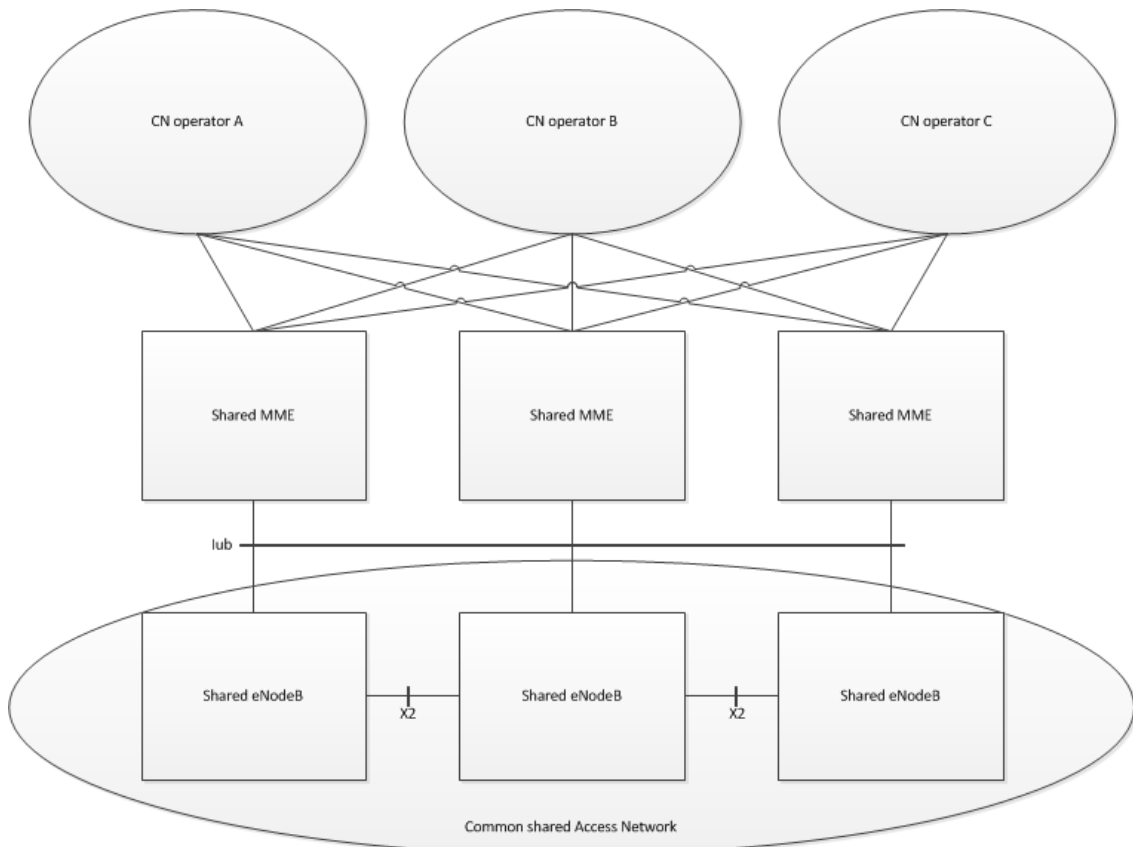 CN operator A
CN operator B
CN operator C
Shared MME
Shared MME
Shared MME
Iub
Shared eNodeB
Shared eNodeB
Shared eNodeB
X2
X2
Common shared Access Network